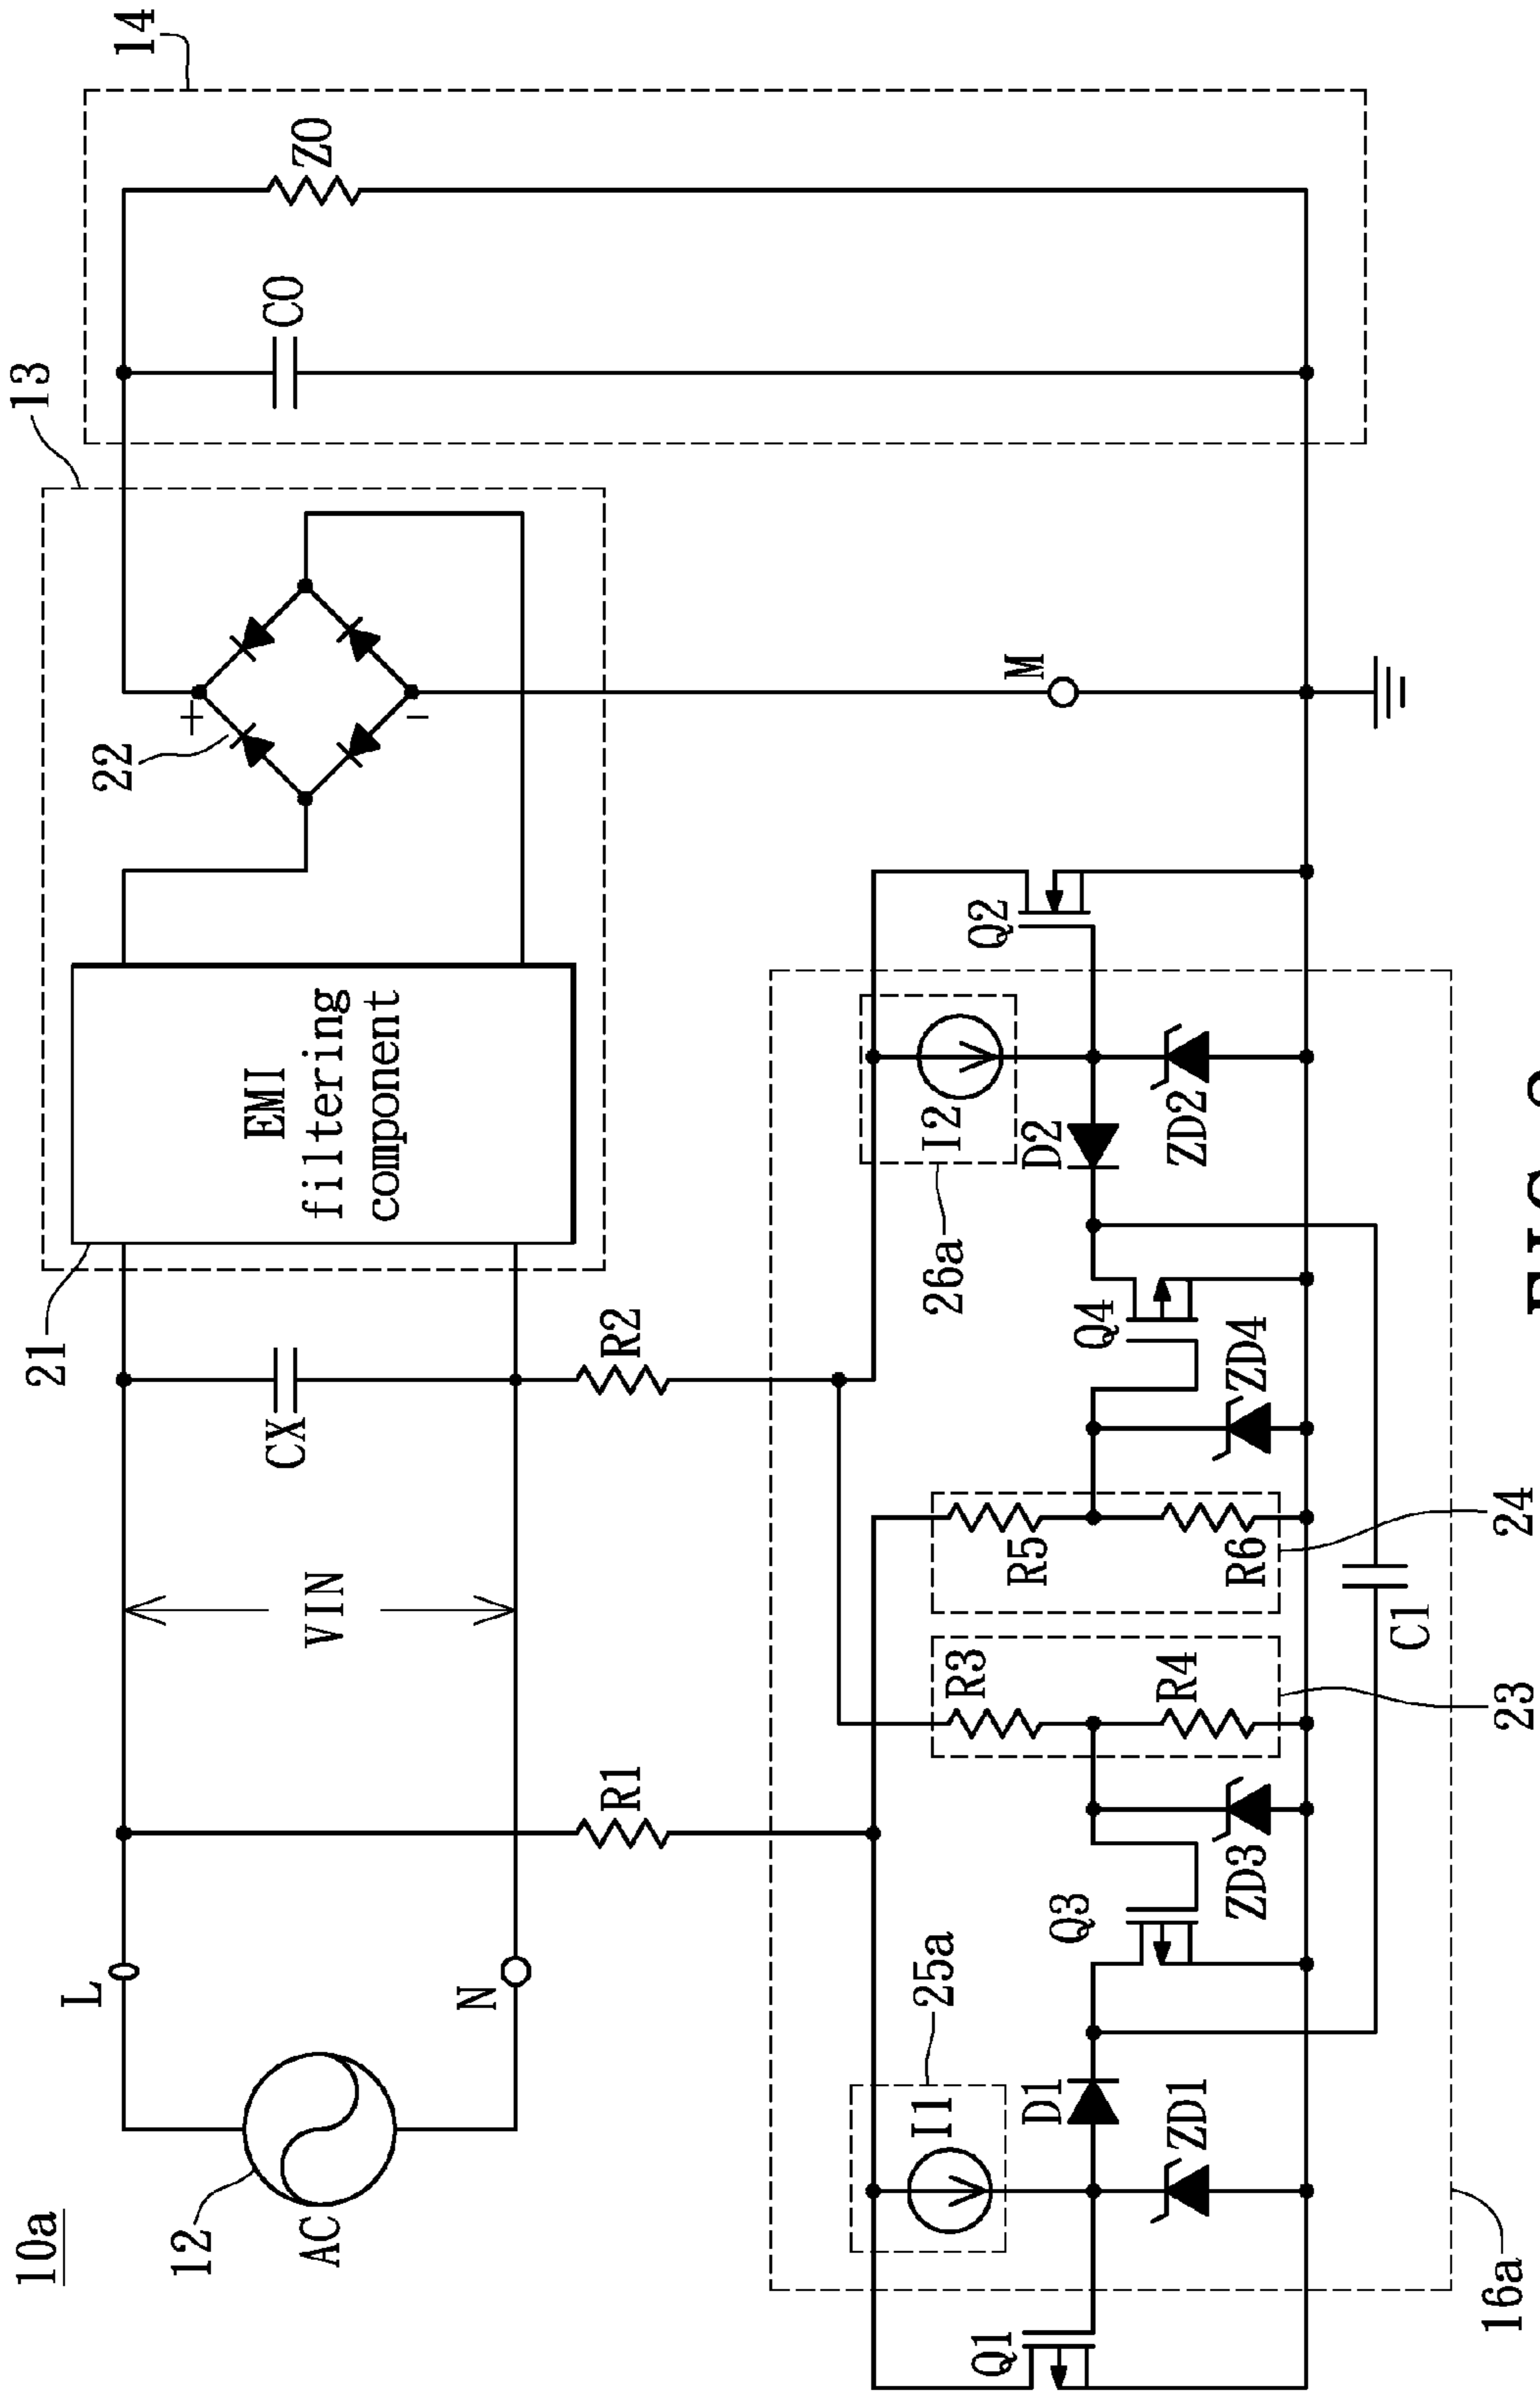 10a
L
N
12
AC
VIN
CX
21
EMI
filtering
component
22
+
-
13
14
CO
ZO
M
R1
R2
Q1
I1
25a
D1
ZD1
Q3
ZD3
R3
R4
23
R5
R6
24
C1
Q4
ZD4
26a
I2
D2
ZD2
Q2
16a